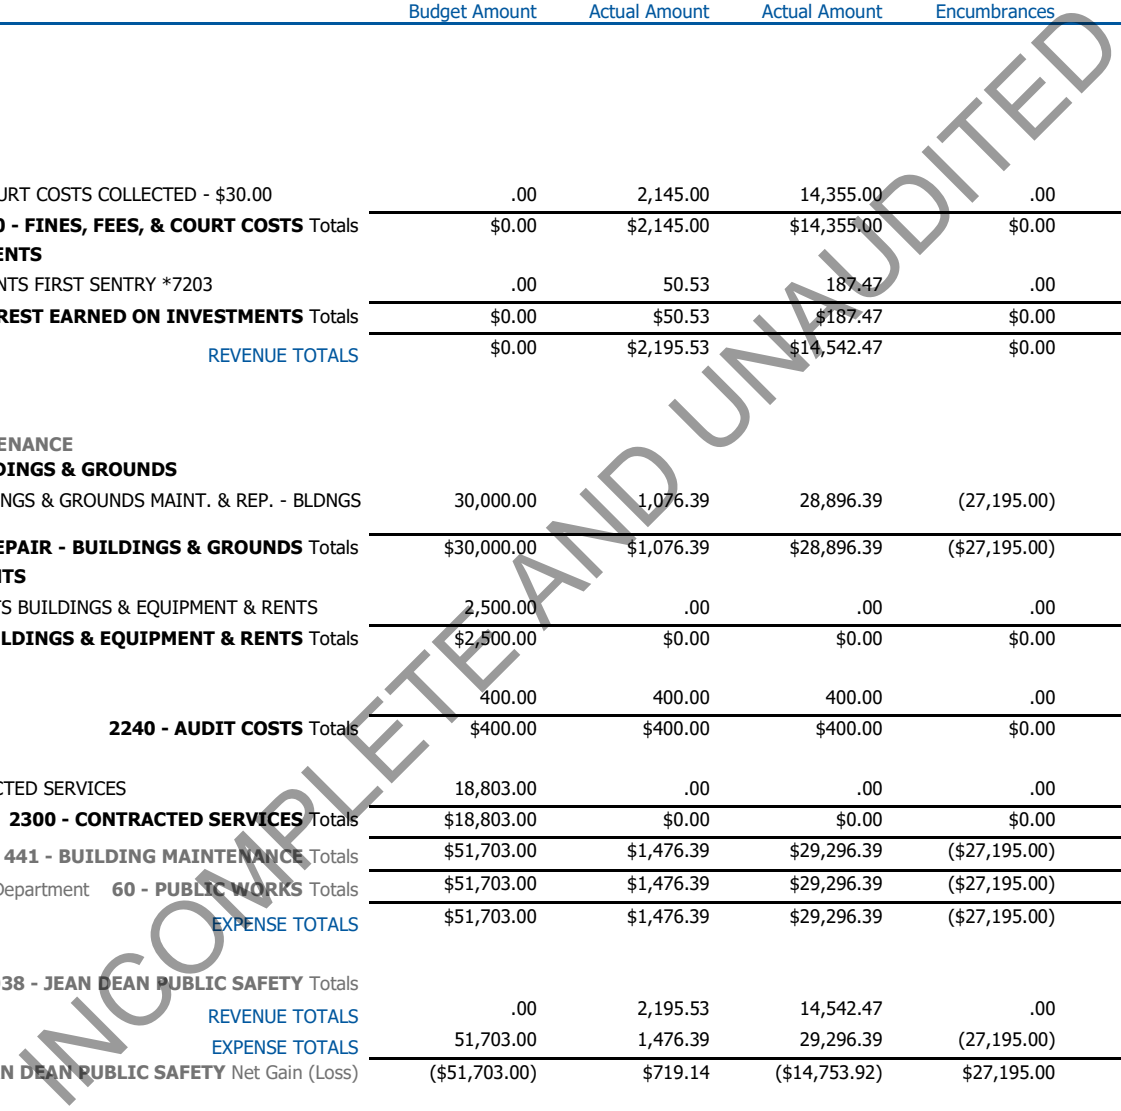 Budget Amount Actual Amount Actual Amount Encumbrances
URT COSTS COLLECTED - $30.00 .00 2,145.00 14,355.00 .00
0 - FINES, FEES, & COURT COSTS Totals $0.00 $2,145.00 $14,355.00 $0.00
ENTS
NTS FIRST SENTRY *7203 .00 50.53 187.47 .00
REST EARNED ON INVESTMENTS Totals $0.00 $50.53 $187.47 $0.00
REVENUE TOTALS $0.00 $2,195.53 $14,542.47 $0.00
ENANCE
DINGS & GROUNDS
NGS & GROUNDS MAINT. & REP. - BLDNGS 30,000.00 1,076.39 28,896.39 (27,195.00)
EPAIR - BUILDINGS & GROUNDS Totals $30,000.00 $1,076.39 $28,896.39 ($27,195.00)
NTS
TS BUILDINGS & EQUIPMENT & RENTS 2,500.00 .00 .00 .00
LDINGS & EQUIPMENT & RENTS Totals $2,500.00 $0.00 $0.00 $0.00
400.00 400.00 400.00 .00
2240 - AUDIT COSTS Totals $400.00 $400.00 $400.00 $0.00
CTED SERVICES 18,803.00 .00 .00 .00
2300 - CONTRACTED SERVICES Totals $18,803.00 $0.00 $0.00 $0.00
441 - BUILDING MAINTENANCE Totals $51,703.00 $1,476.39 $29,296.39 ($27,195.00)
Department 60 - PUBLIC WORKS Totals $51,703.00 $1,476.39 $29,296.39 ($27,195.00)
EXPENSE TOTALS $51,703.00 $1,476.39 $29,296.39 ($27,195.00)
38 - JEAN DEAN PUBLIC SAFETY Totals
REVENUE TOTALS .00 2,195.53 14,542.47 .00
EXPENSE TOTALS 51,703.00 1,476.39 29,296.39 (27,195.00)
N DEAN PUBLIC SAFETY Net Gain (Loss) ($51,703.00) $719.14 ($14,753.92) $27,195.00
INCOMPLETE AND UNAUDITED